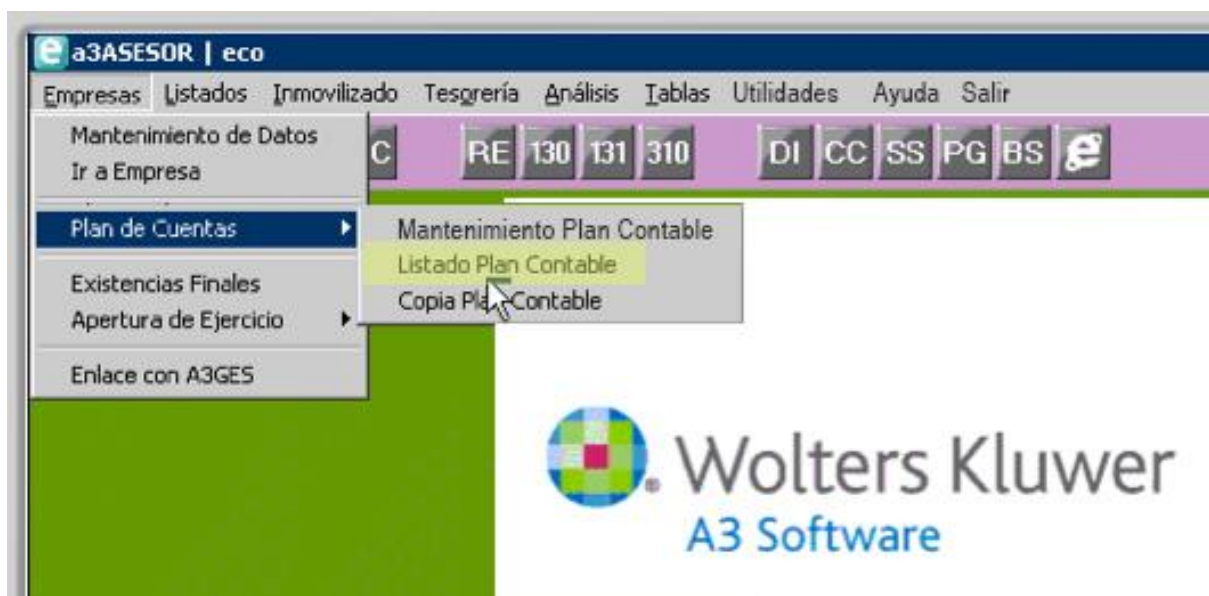 a3ASESOR | eco
Empresas Listados Inmovilizado Tesorería Análisis Tablas Utilidades Ayuda Salir
Mantenimiento de Datos
Ir a Empresa
C RE 130 131 310 DI CC SS PG BS
Plan de Cuentas
Mantenimiento Plan Contable
Listado Plan Contable
Copia Plan Contable
Existencias Finales
Apertura de Ejercicio
Enlace con A3GES
Wolters Kluwer
A3 Software